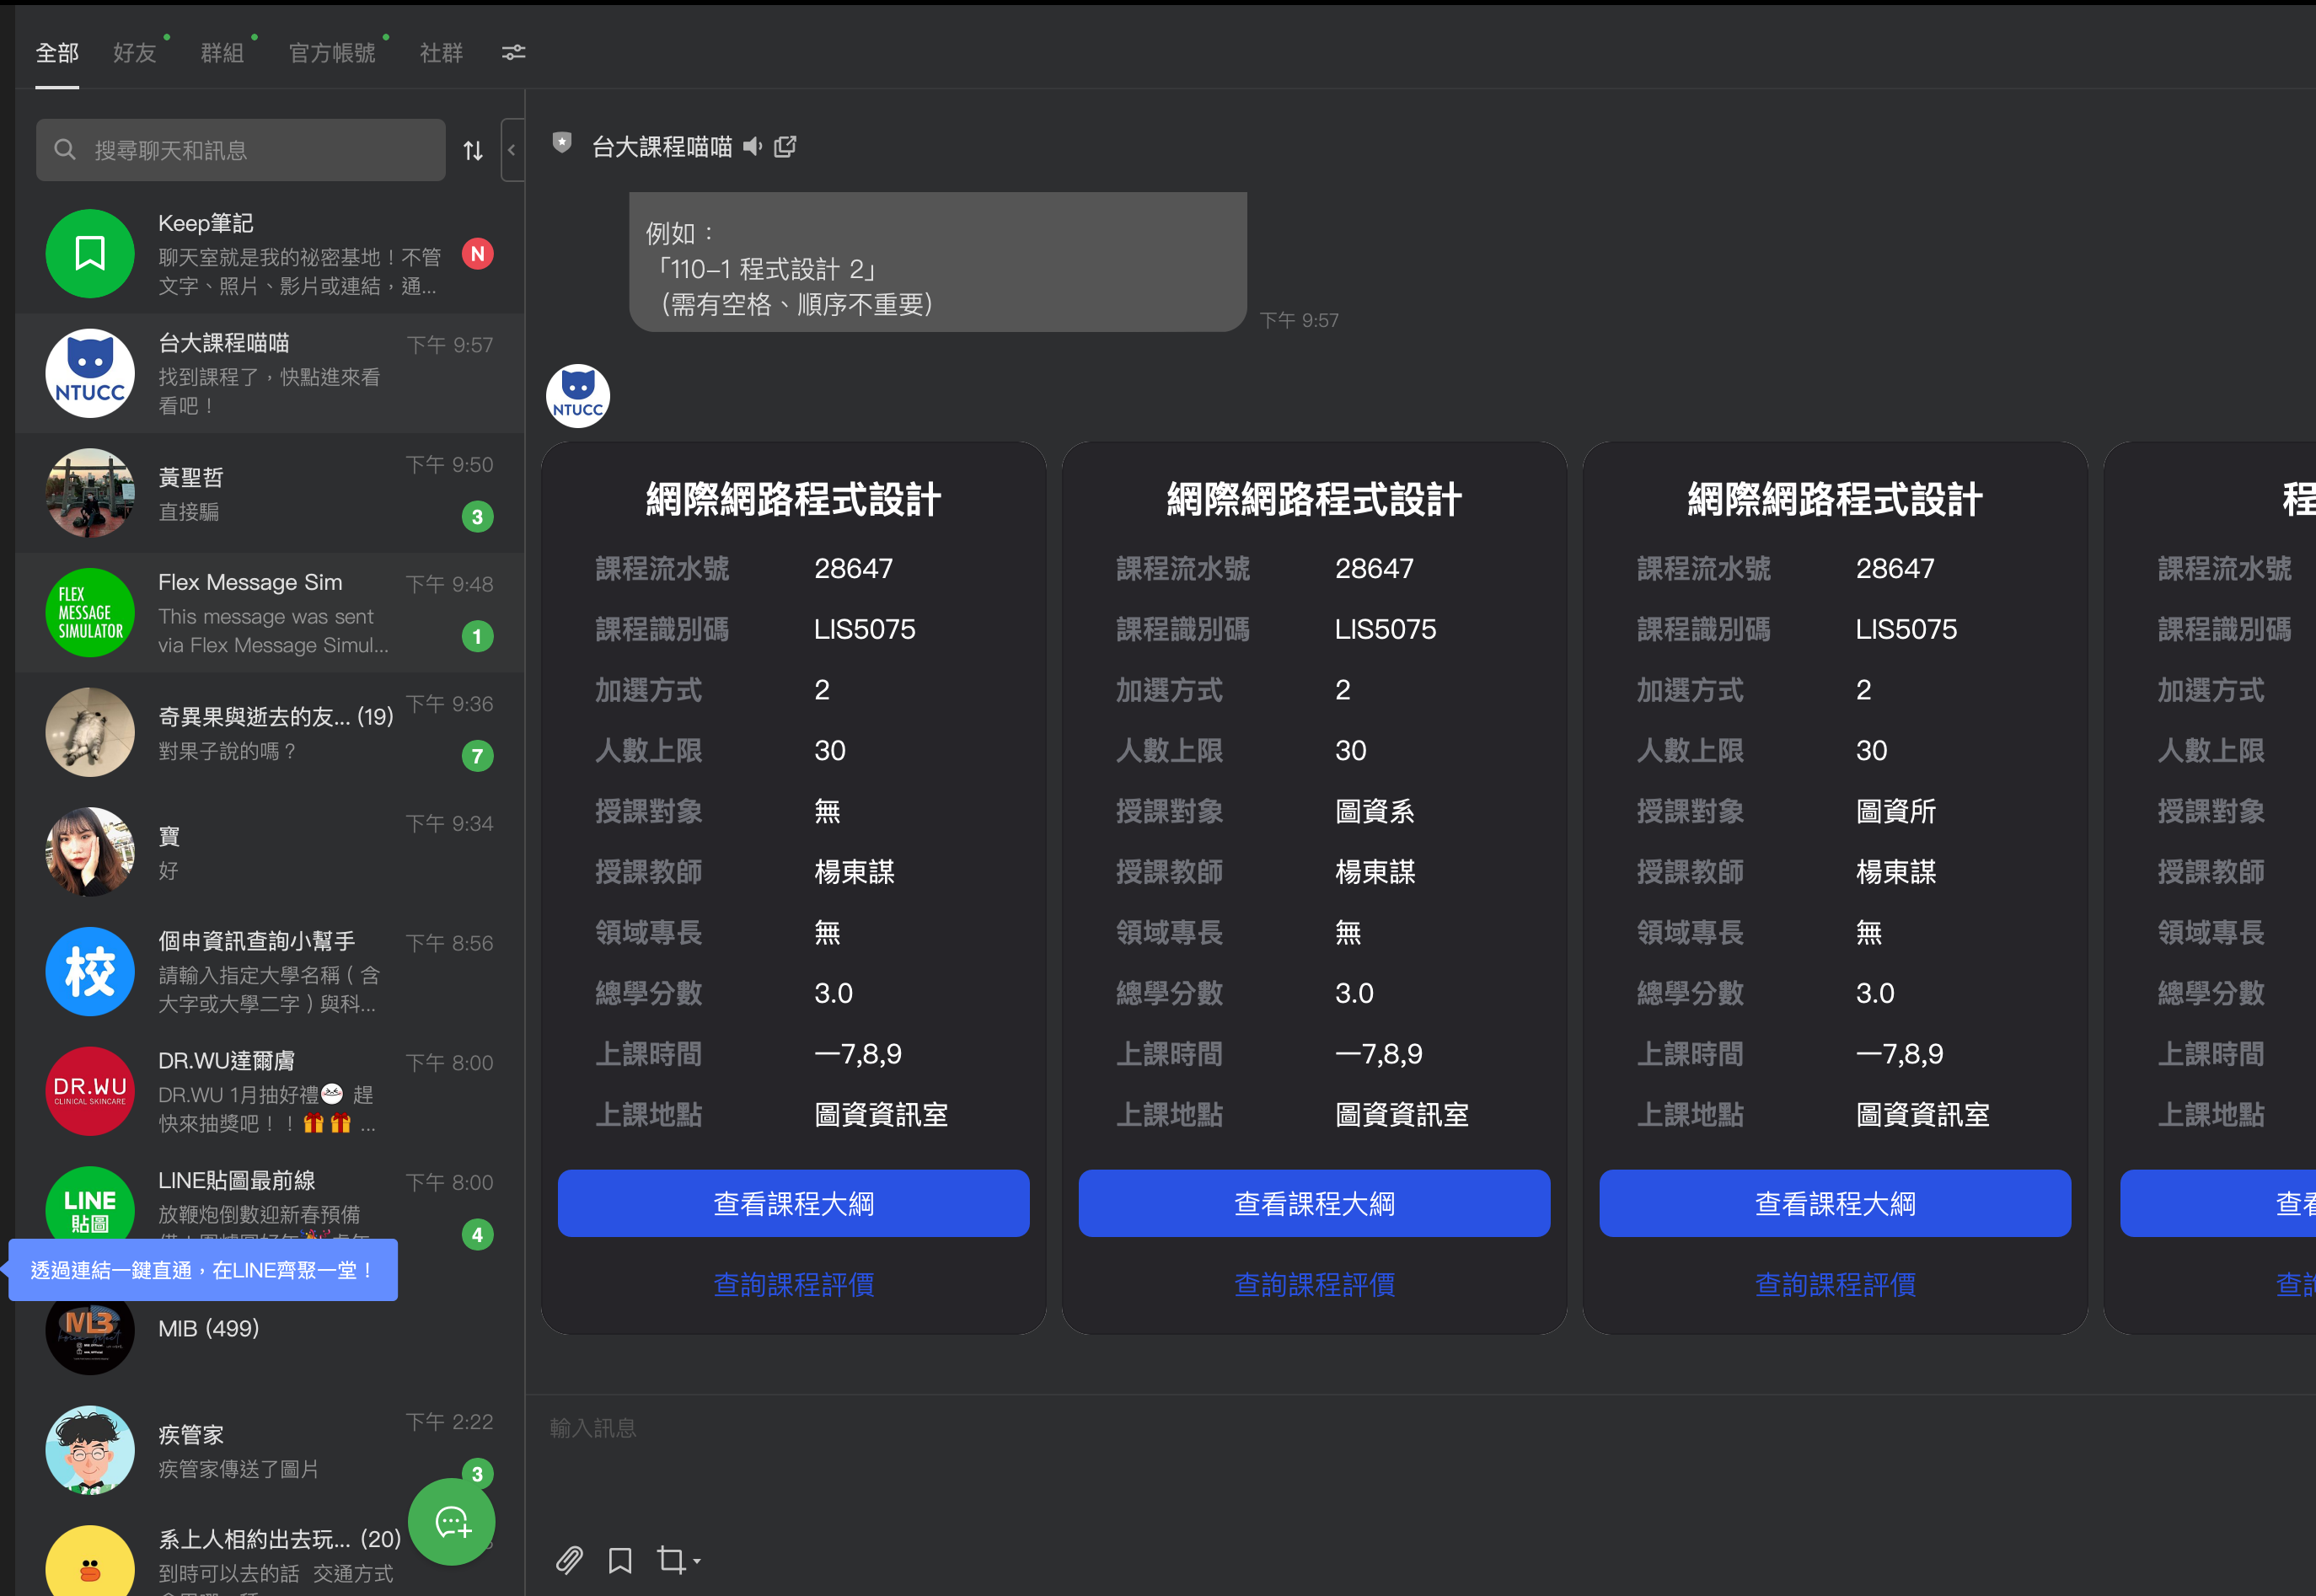 全部 好友 群組 官方帳號 社群
搜尋聊天和訊息
Keep筆記
聊天室就是我的祕密基地！不管
文字、照片、影片或連結，通...
N
NTUCC
台大課程喵喵
下午 9:57
找到課程了，快點進來看
看吧！
黃聖哲
下午 9:50
直接騙
3
FLEX
MESSAGE
SIMULATOR
Flex Message Sim
下午 9:48
This message was sent
via Flex Message Simul...
1
奇異果與逝去的友... (19)
下午 9:36
對果子說的嗎？
7
寶
下午 9:34
好
校
個申資訊查詢小幫手
下午 8:56
請輸入指定大學名稱（含
大字或大學二字）與科...
DR.WU
CLINICAL SKINCARE
DR.WU達爾膚
下午 8:00
DR.WU 1月抽好禮 趕
快來抽獎吧！！ ...
LINE
貼圖
LINE貼圖最前線
下午 8:00
放鞭炮倒數迎新春預備
4
透過連結一鍵直通，在LINE齊聚一堂！
MIB (499)
疾管家
下午 2:22
疾管家傳送了圖片
3
系上人相約出去玩... (20)
到時可以去的話 交通方式
台大課程喵喵
例如：
「110-1 程式設計 2」
（需有空格、順序不重要）
下午 9:57
NTUCC
網際網路程式設計
課程流水號 28647
課程識別碼 LIS5075
加選方式 2
人數上限 30
授課對象 無
授課教師 楊東謀
領域專長 無
總學分數 3.0
上課時間 一7,8,9
上課地點 圖資資訊室
查看課程大綱
查詢課程評價
網際網路程式設計
課程流水號 28647
課程識別碼 LIS5075
加選方式 2
人數上限 30
授課對象 圖資系
授課教師 楊東謀
領域專長 無
總學分數 3.0
上課時間 一7,8,9
上課地點 圖資資訊室
查看課程大綱
查詢課程評價
網際網路程式設計
課程流水號 28647
課程識別碼 LIS5075
加選方式 2
人數上限 30
授課對象 圖資所
授課教師 楊東謀
領域專長 無
總學分數 3.0
上課時間 一7,8,9
上課地點 圖資資訊室
查看課程大綱
查詢課程評價
程
課程流水號
課程識別碼
加選方式
人數上限
授課對象
授課教師
領域專長
總學分數
上課時間
上課地點
查看
查詢
輸入訊息